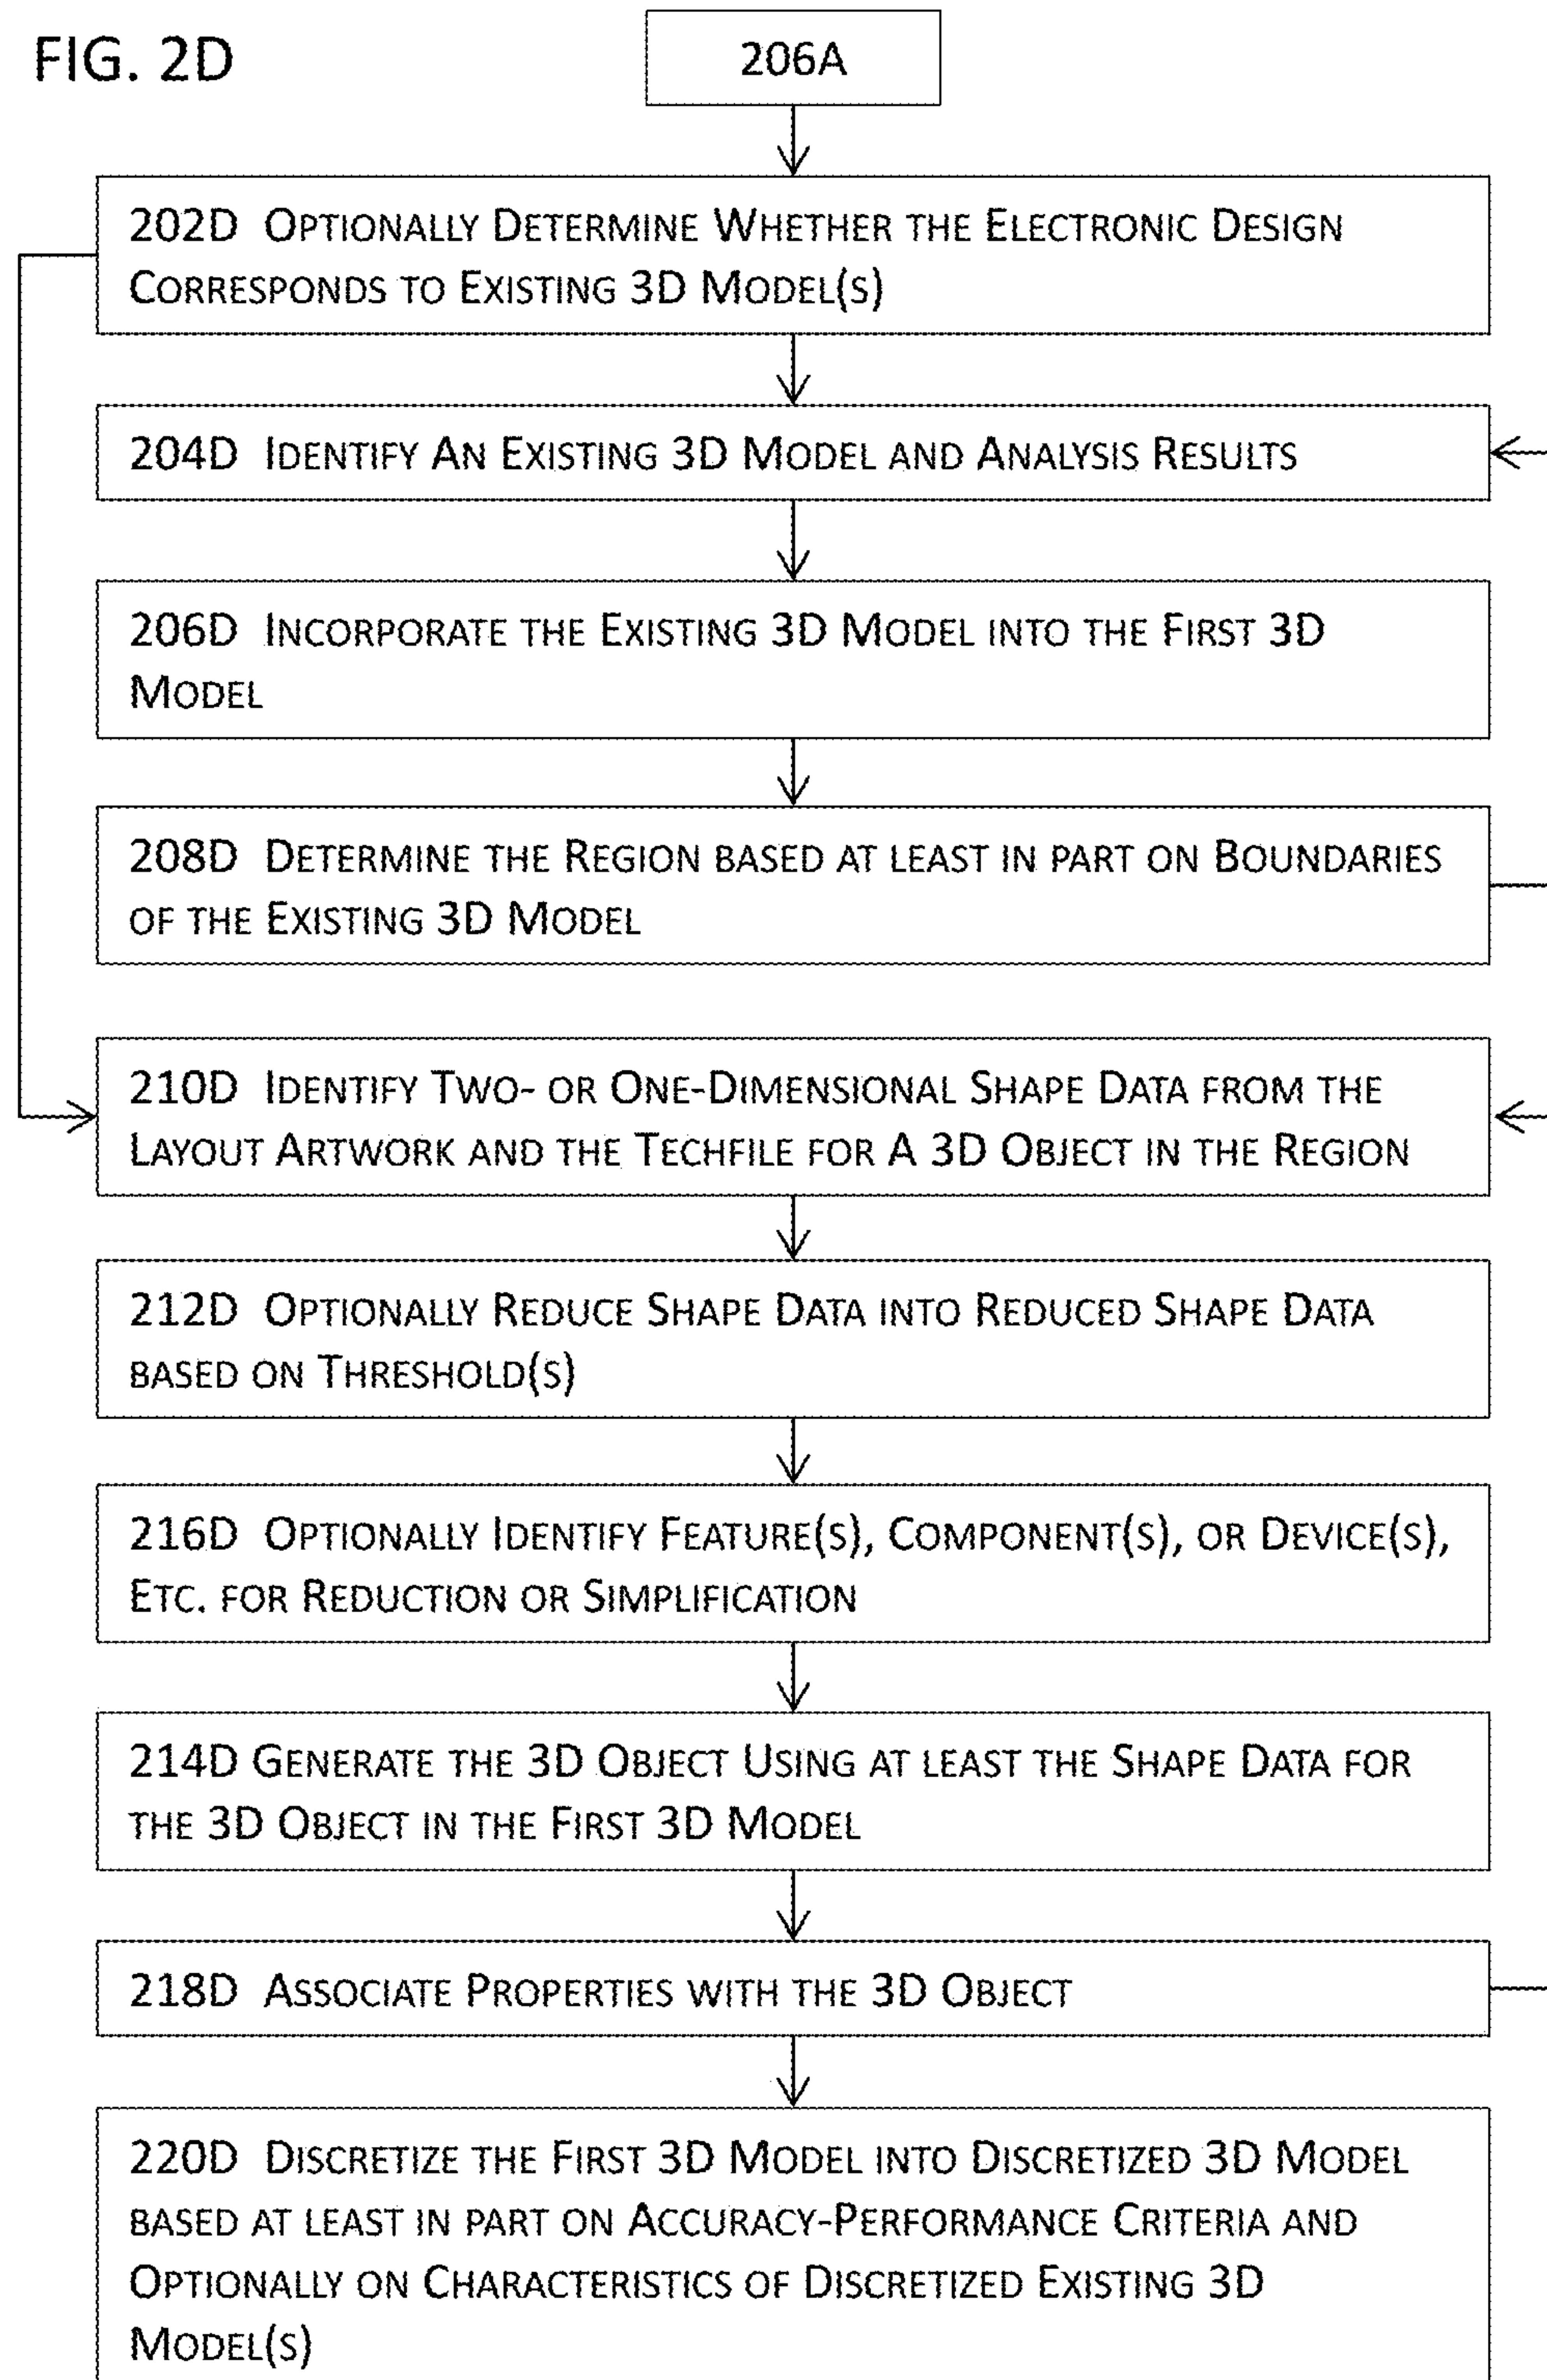 FIG. 2D
206A
202D Optionally Determine Whether the Electronic Design
Corresponds to Existing 3D Model(s)
204D Identify An Existing 3D Model and Analysis Results
206D Incorporate the Existing 3D Model into the First 3D
Model
208D Determine the Region based at least in part on Boundaries
of the Existing 3D Model
210D Identify Two- or One-Dimensional Shape Data from the
Layout Artwork and the Techfile for A 3D Object in the Region
212D Optionally Reduce Shape Data into Reduced Shape Data
based on Threshold(s)
216D Optionally Identify Feature(s), Component(s), or Device(s),
Etc. for Reduction or Simplification
214D Generate the 3D Object Using at least the Shape Data for
the 3D Object in the First 3D Model
218D Associate Properties with the 3D Object
220D Discretize the First 3D Model into Discretized 3D Model
based at least in part on Accuracy-Performance Criteria and
Optionally on Characteristics of Discretized Existing 3D
Model(s)